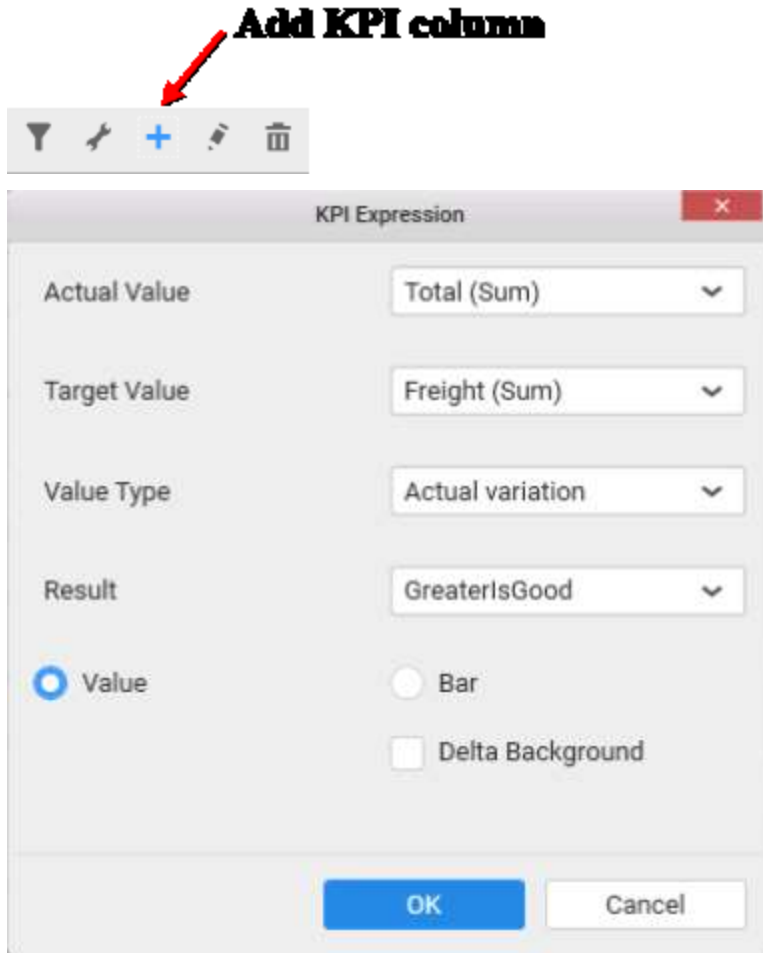 Add KPI column
KPI Expression
Actual Value
Total (Sum)
Target Value
Freight (Sum)
Value Type
Actual variation
Result
GreaterIsGood
Value
Bar
Delta Background
OK
Cancel